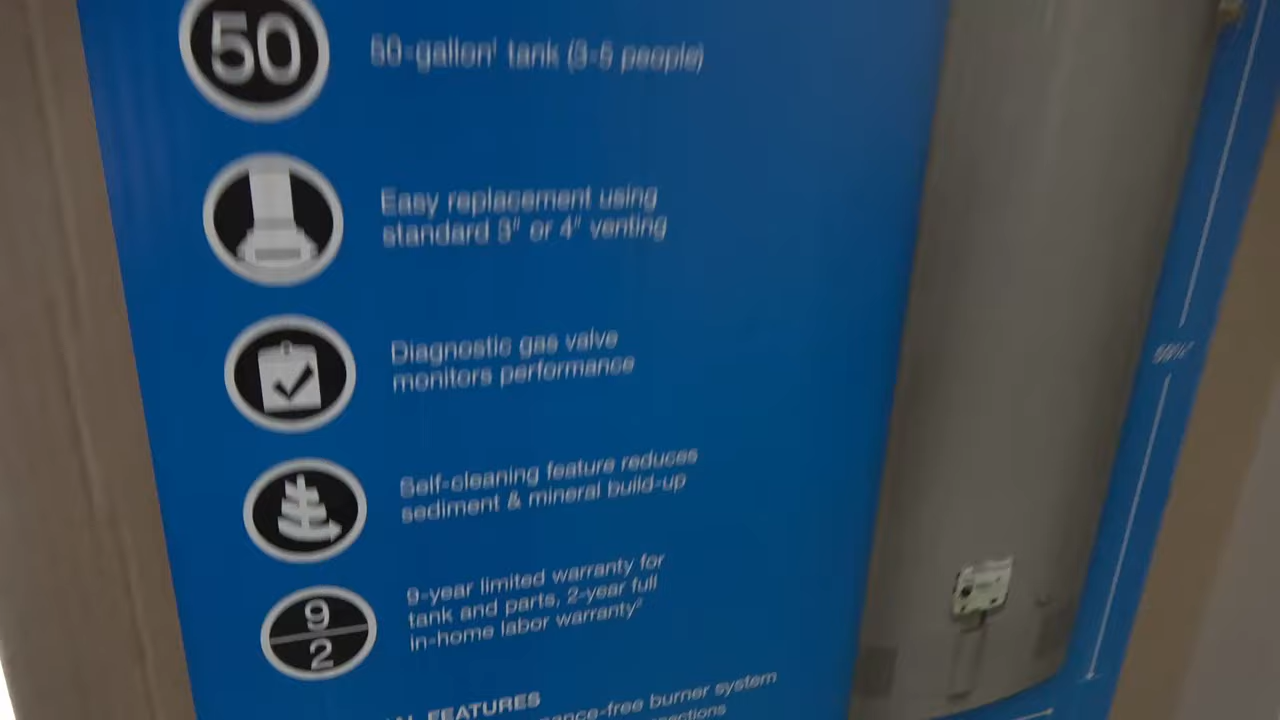 50
50-gallon¹ tank (3-5 people)
Easy replacement using
standard 3" or 4" venting
Diagnostic gas valve
monitors performance
Self-cleaning feature reduces
sediment & mineral build-up
9
2
9-year limited warranty for
tank and parts, 2-year full
in-home labor warranty²
FEATURES
burner system